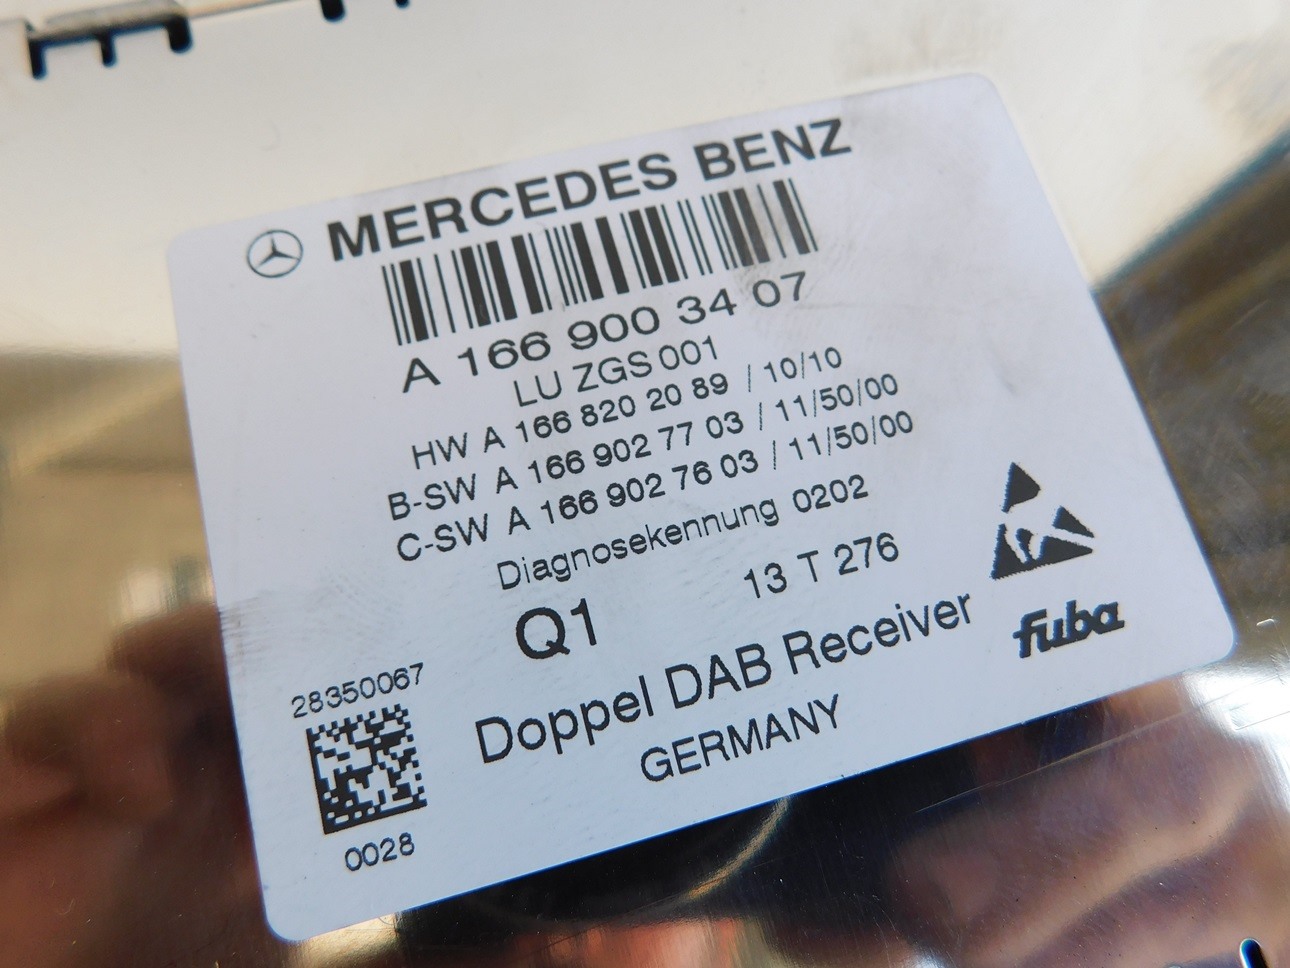 MERCEDES BENZ
A 166 900 34 07
LU ZGS 001
HW A 166 820 20 89 / 10/10
B-SW A 166 902 77 03 / 11/50/00
C-SW A 166 902 76 03 / 11/50/00
Diagnosekennung 0202
Q1 13 T 276
28350067
Doppel DAB Receiver
fuba
GERMANY
0028